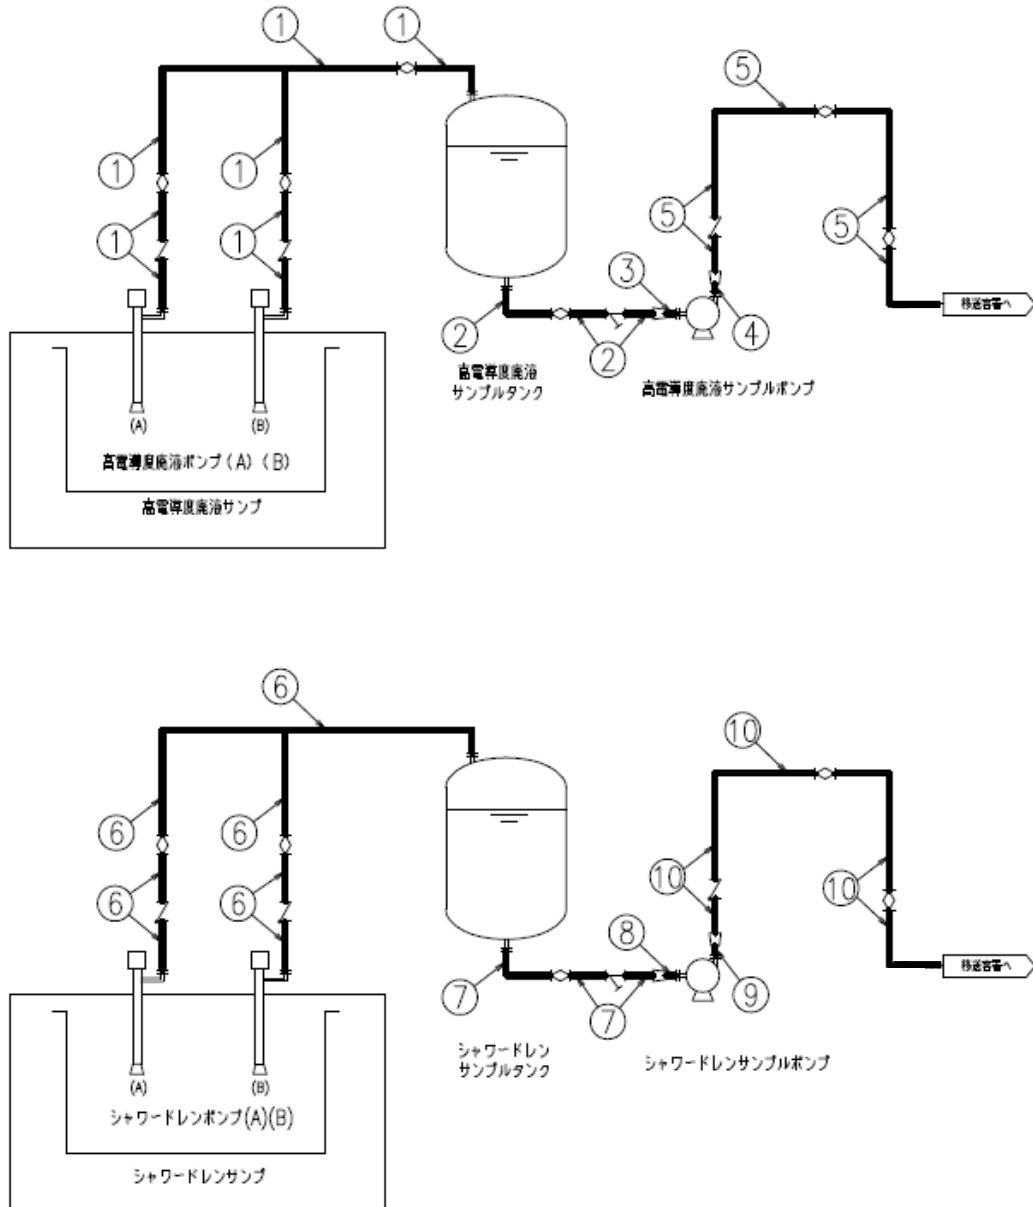 ① ①
⑤
① ①
① ①
⑤ ⑤
③
② ② ④
移送容器へ
高電導度廃液
サンプルタンク
高電導度廃液サンプルポンプ
(A) (B)
高電導度廃液ポンプ(A)(B)
高電導度廃液サンプ
⑥
⑩
⑥ ⑥
⑥ ⑥
⑩ ⑩
⑧
⑦ ⑦ ⑨
移送容器へ
シャワードレン
サンプルタンク
シャワードレンサンプルポンプ
(A) (B)
シャワードレンポンプ(A)(B)
シャワードレンサンプ